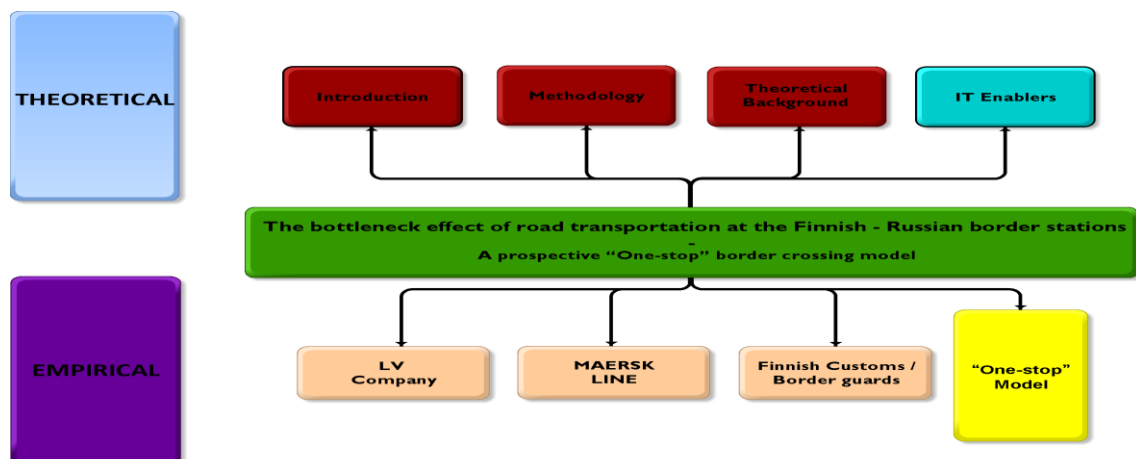 THEORETICAL
Introduction
Methodology
Theoretical
Background
IT Enablers
The bottleneck effect of road transportation at the Finnish - Russian border stations
-
A prospective “One-stop” border crossing model
EMPIRICAL
LV
Company
MAERSK
LINE
Finnish Customs /
Border guards
“One-stop”
Model